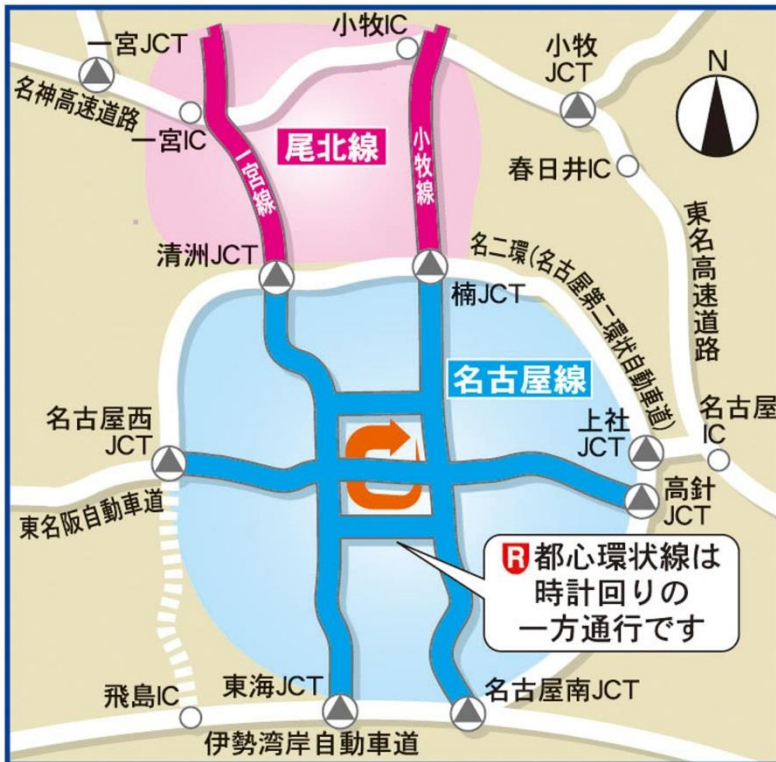 一宮JCT
小牧IC
小牧
JCT
N
名神高速道路
一宮IC
尾北線
一宮線
小牧線
春日井IC
東名高速道路
清洲JCT
楠JCT
名二環(名古屋第二環状自動車道)
名古屋線
名古屋西
JCT
上社
JCT
名古屋
IC
高針
JCT
東名阪自動車道
R都心環状線は
時計回りの
一方通行です
飛島IC
東海JCT
名古屋南JCT
伊勢湾岸自動車道